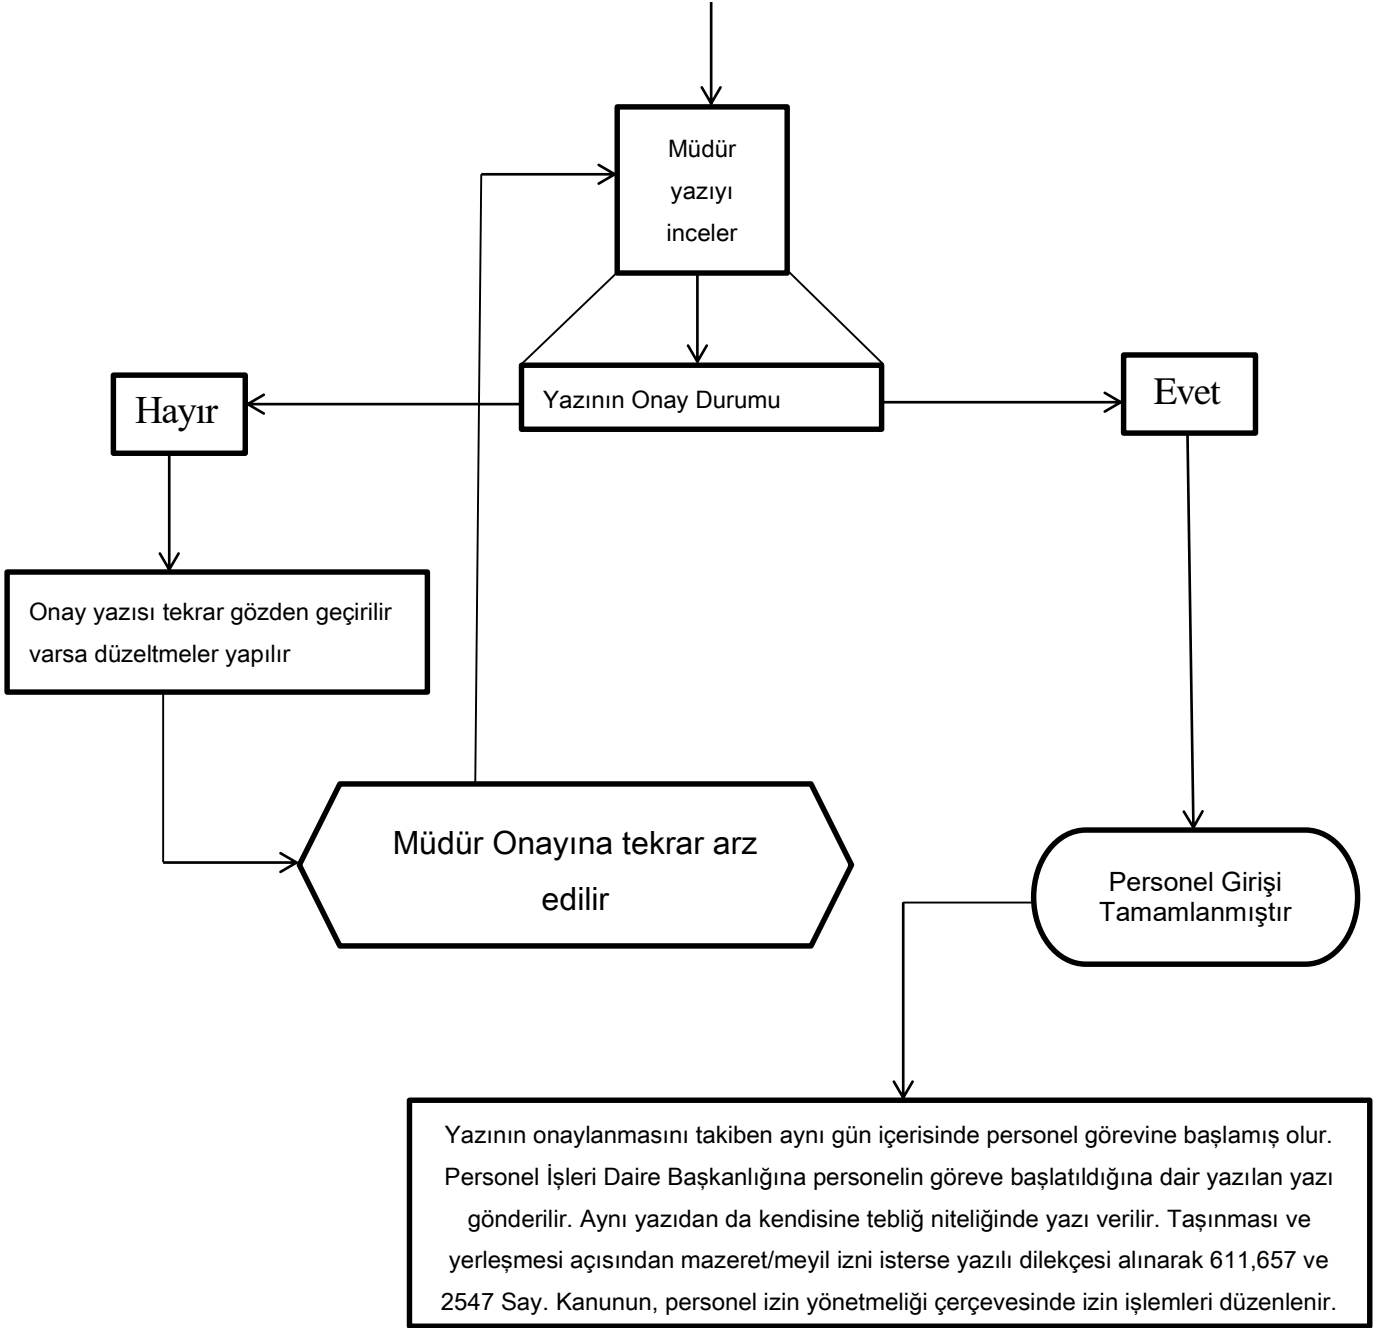 Müdür
yazıyı
inceler
Yazının Onay Durumu
Hayır
Evet
Onay yazısı tekrar gözden geçirilir
varsa düzeltmeler yapılır
Müdür Onayına tekrar arz
edilir
Personel Girişi
Tamamlanmıştır
Yazının onaylanmasını takiben aynı gün içerisinde personel görevine başlamış olur.
Personel İşleri Daire Başkanlığına personelin göreve başlatıldığına dair yazılan yazı
gönderilir. Aynı yazıdan da kendisine tebliğ niteliğinde yazı verilir. Taşınması ve
yerleşmesi açısından mazeret/meyil izni isterse yazılı dilekçesi alınarak 611,657 ve
2547 Say. Kanunun, personel izin yönetmeliği çerçevesinde izin işlemleri düzenlenir.